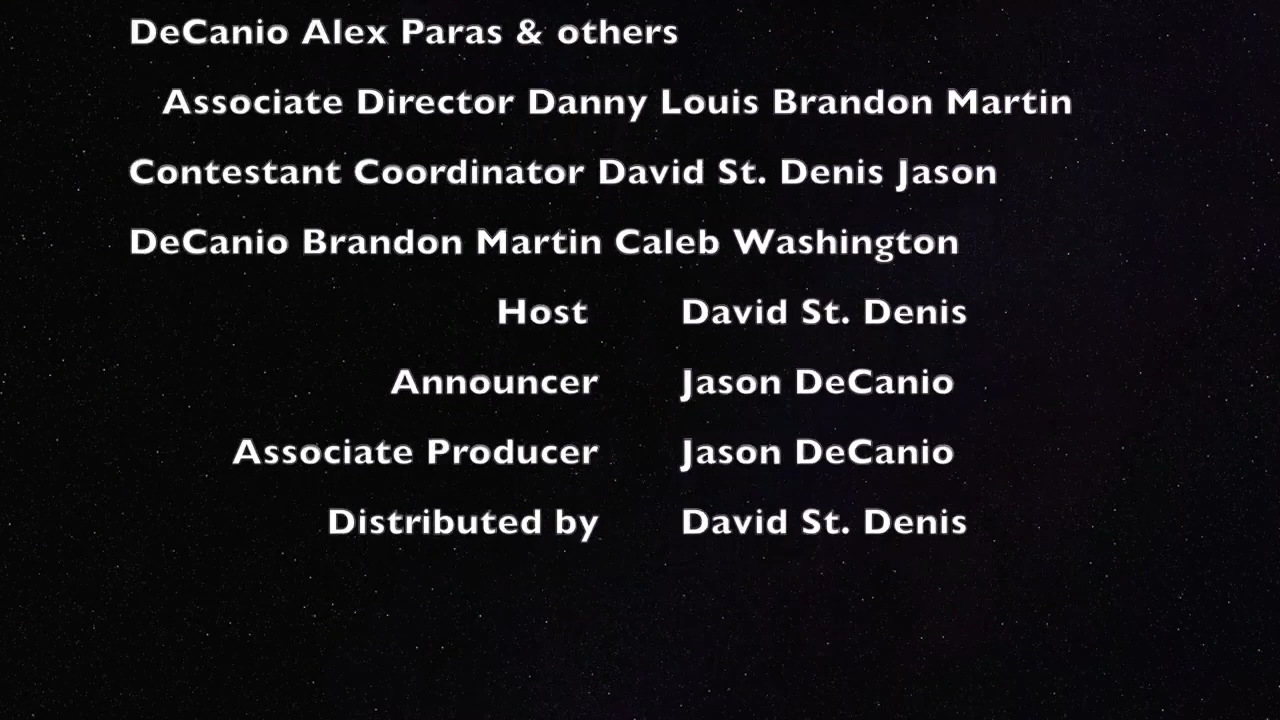 DeCanio Alex Paras & others
Associate Director Danny Louis Brandon Martin
Contestant Coordinator David St. Denis Jason
DeCanio Brandon Martin Caleb Washington
Host David St. Denis
Announcer Jason DeCanio
Associate Producer Jason DeCanio
Distributed by David St. Denis